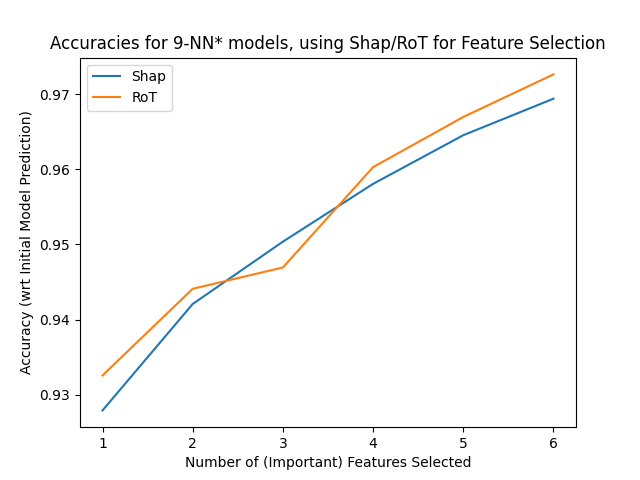 Accuracies for 9-NN* models, using Shap/RoT for Feature Selection
Shap
RoT
0.97
0.96
0.95
0.94
0.93
Accuracy (wrt Initial Model Prediction)
1 2 3 4 5 6
Number of (Important) Features Selected